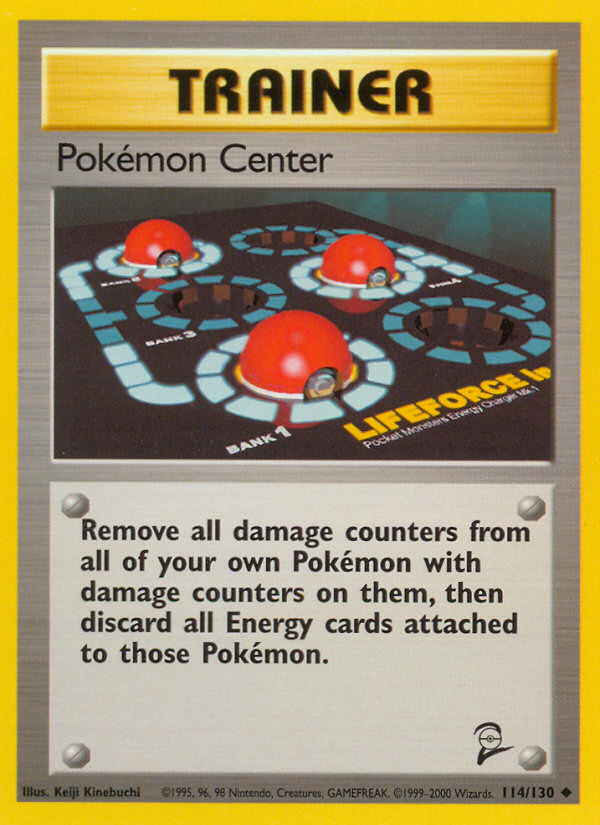 TRAINER
Pokémon Center
BANK 3
BANK 1
LIFEFORCE
Pocket Monsters Energy Charger Mk.1
Remove all damage counters from
all of your own Pokémon with
damage counters on them, then
discard all Energy cards attached
to those Pokémon.
Illus. Keiji Kinebuchi ©1995, 96, 98 Nintendo, Creatures, GAMEFREAK. ©1999-2000 Wizards. 114/130